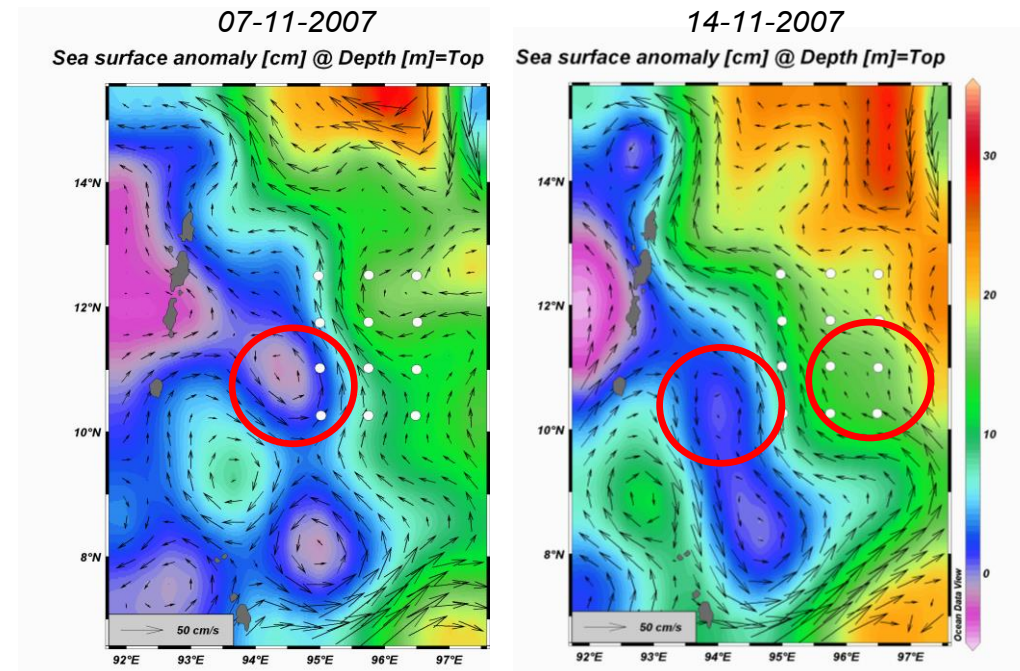 07-11-2007
14-11-2007
Sea surface anomaly [cm] @ Depth [m]=Top
Sea surface anomaly [cm] @ Depth [m]=Top
14°N
12°N
10°N
8°N
50 cm/s
92°E 93°E 94°E 95°E 96°E 97°E
14°N
12°N
10°N
8°N
50 cm/s
92°E 93°E 94°E 95°E 96°E 97°E
30
20
10
0
Ocean Data View